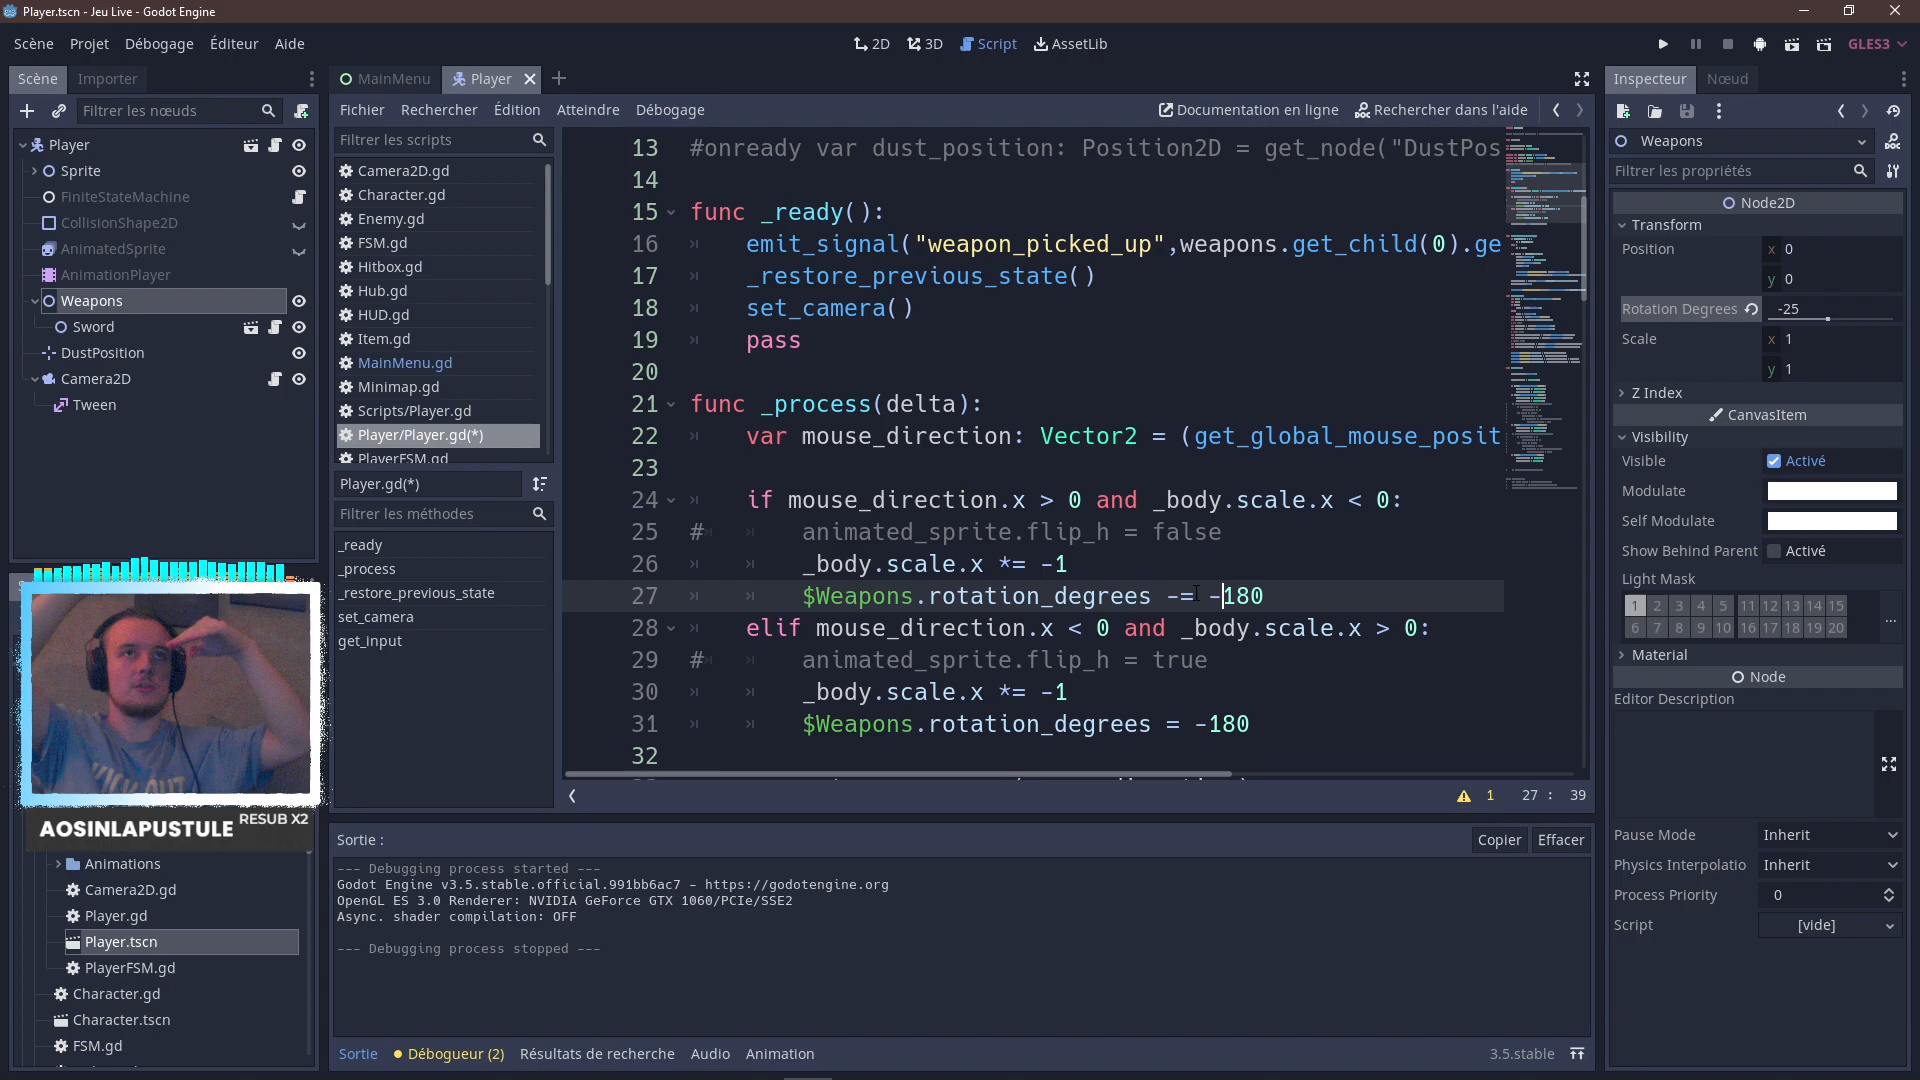 Player.tscn - Jeu Live - Godot Engine
Scène Projet Débogage Éditeur Aide
2D 3D Script AssetLib
GLES3
Scène Importer
Filtrer les nœuds
Player
Sprite
FiniteStateMachine
CollisionShape2D
AnimatedSprite
AnimationPlayer
Weapons
Sword
DustPosition
Camera2D
Tween
AOSINLAPUSTULE RESUB X2
Animations
Camera2D.gd
Player.gd
Player.tscn
PlayerFSM.gd
Character.gd
Character.tscn
FSM.gd
MainMenu Player
Fichier Rechercher Édition Atteindre Débogage
Documentation en ligne Rechercher dans l'aide
Filtrer les scripts
Camera2D.gd
Character.gd
Enemy.gd
FSM.gd
Hitbox.gd
Hub.gd
HUD.gd
Item.gd
MainMenu.gd
Minimap.gd
Scripts/Player.gd
Player/Player.gd(*)
PlayerFSM.gd
Player.gd(*)
Filtrer les méthodes
_ready
_process
_restore_previous_state
set_camera
get_input
13 #onready var dust_position: Position2D = get_node("DustPos
14
15 func _ready():
16 emit_signal("weapon_picked_up",weapons.get_child(0).ge
17 _restore_previous_state()
18 set_camera()
19 pass
20
21 func _process(delta):
22 var mouse_direction: Vector2 = (get_global_mouse_posit
23
24 if mouse_direction.x > 0 and _body.scale.x < 0:
25 # animated_sprite.flip_h = false
26 _body.scale.x *= -1
27 $Weapons.rotation_degrees -= -180
28 elif mouse_direction.x < 0 and _body.scale.x > 0:
29 # animated_sprite.flip_h = true
30 _body.scale.x *= -1
31 $Weapons.rotation_degrees = -180
32
1 27 : 39
Sortie :
Copier Effacer
--- Debugging process started ---
Godot Engine v3.5.stable.official.991bb6ac7 - https://godotengine.org
OpenGL ES 3.0 Renderer: NVIDIA GeForce GTX 1060/PCIe/SSE2
Async. shader compilation: OFF
--- Debugging process stopped ---
Sortie Débogueur (2) Résultats de recherche Audio Animation
3.5.stable
Inspecteur Nœud
Weapons
Filtrer les propriétés
Node2D
Transform
Position x 0
y 0
Rotation Degrees -25
Scale x 1
y 1
Z Index
CanvasItem
Visibility
Visible Activé
Modulate
Self Modulate
Show Behind Parent Activé
Light Mask
1 2 3 4 5 11 12 13 14 15
6 7 8 9 10 16 17 18 19 20
...
Material
Node
Editor Description
Pause Mode Inherit
Physics Interpolatio Inherit
Process Priority 0
Script [vide]